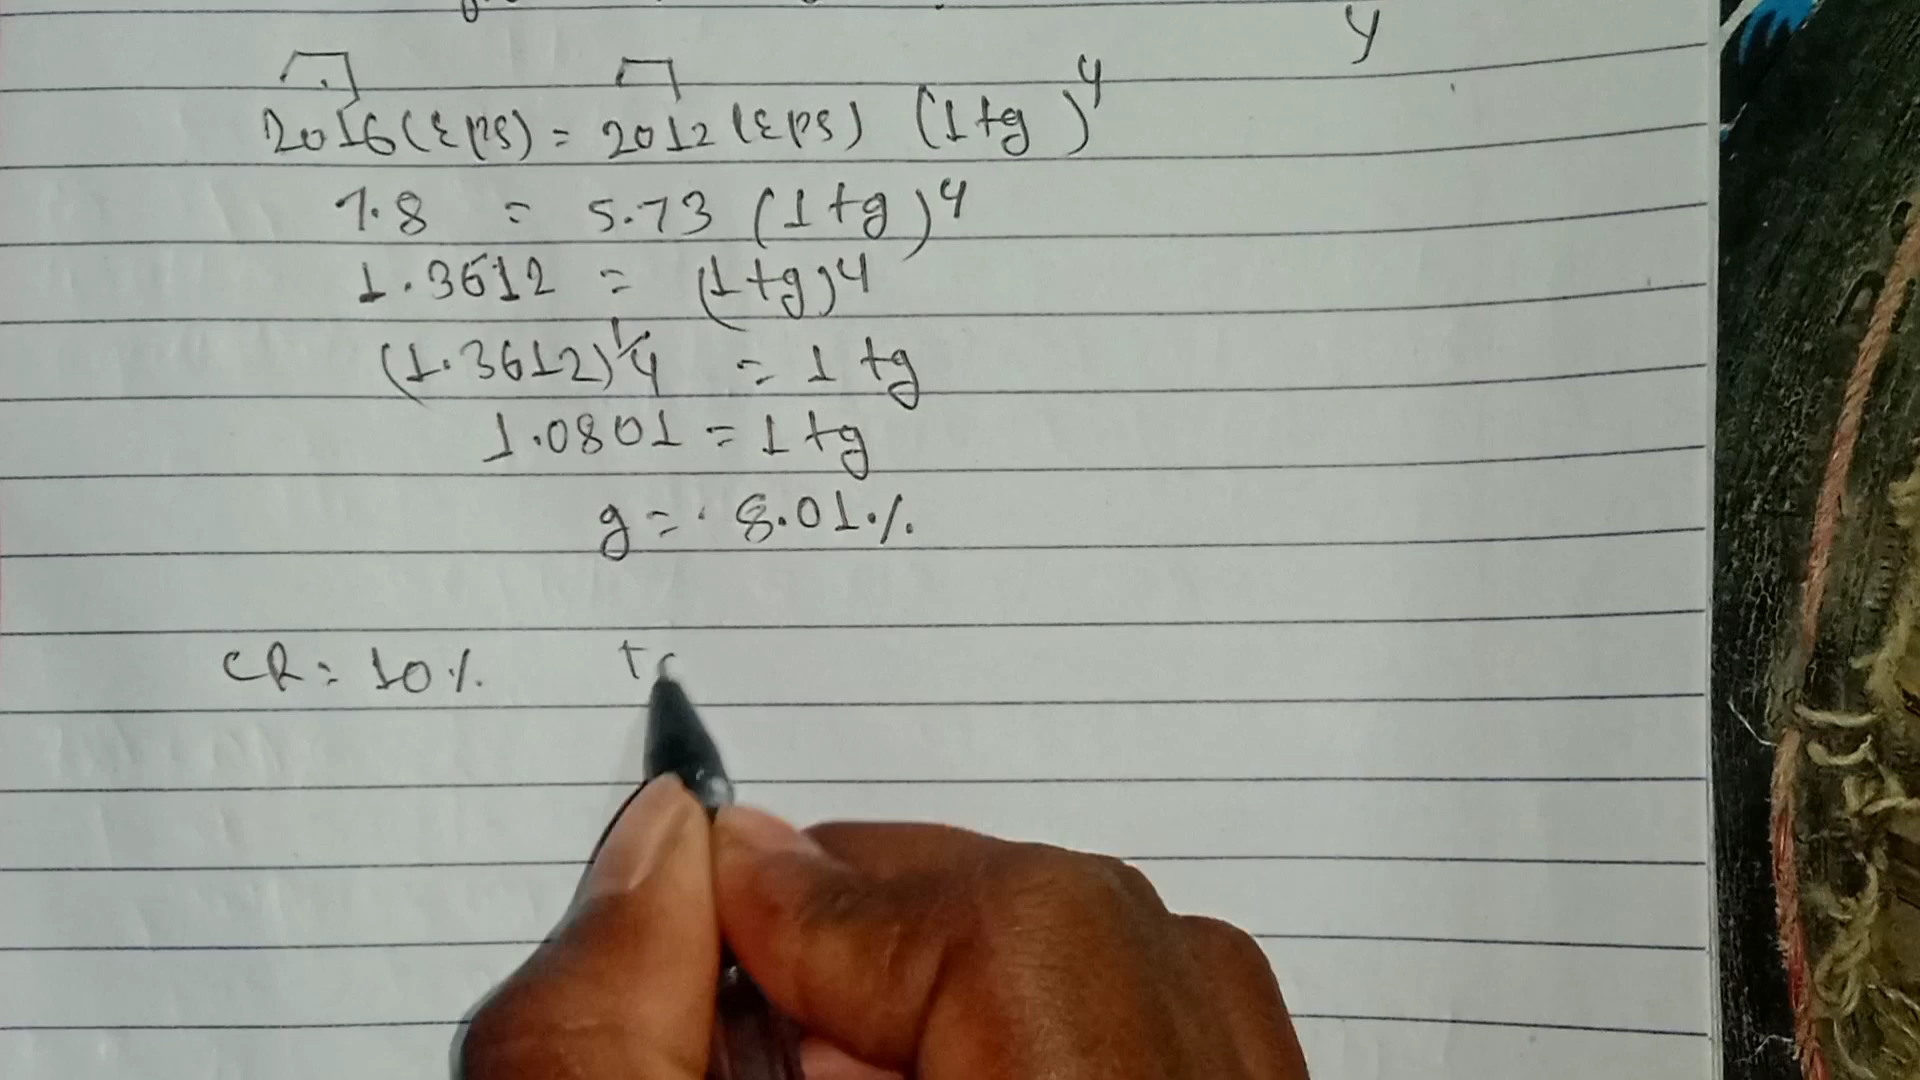 y
2016 (EPS) = 2012 (EPS) (1+g)^4
7.8 = 5.73 (1+g)^4
1.3612 = (1+g)^4
(1.3612)^1/4 = 1+g
1.0801 = 1+g
g = 8.01%
CR = 10%